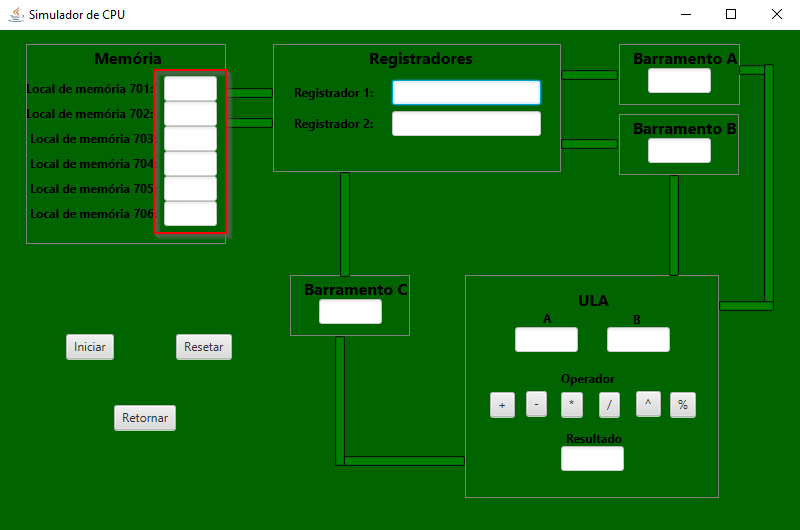 Simulador de CPU
Memória
Local de memória 701:
Local de memória 702:
Local de memória 703:
Local de memória 704:
Local de memória 705:
Local de memória 706:
Registradores
Registrador 1:
Registrador 2:
Barramento A
Barramento B
Barramento C
ULA
A B
Operador
+ - * / ^ %
Resultado
Iniciar Resetar
Retornar